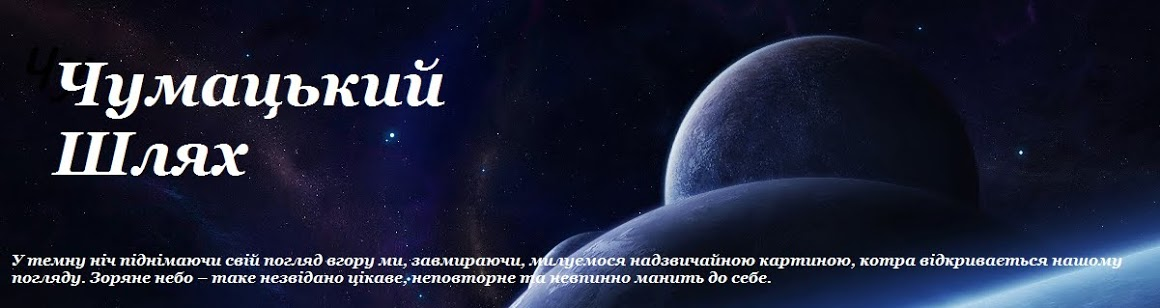 Чумацький
Шлях
У темну ніч піднімаючи свій погляд вгору ми, завмираючи, милуємося надзвичайною картиною, котра відкривається нашому
погляду. Зоряне небо – таке незвідано цікаве, неповторне та невпинно манить до себе.